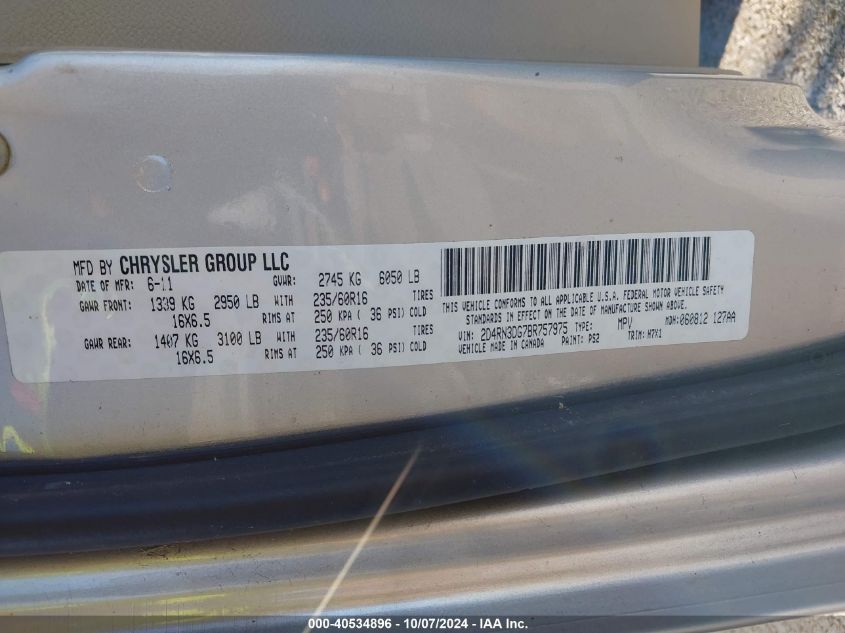 MFD BY CHRYSLER GROUP LLC
DATE OF MFR: 6-11 GVWR: 2745 KG 6050 LB
GAWR FRONT: 1339 KG 2950 LB WITH 235/60R16 TIRES
16X6.5 RIMS AT 250 KPA ( 36 PSI) COLD
GAWR REAR: 1407 KG 3100 LB WITH 235/60R16 TIRES
16X6.5 RIMS AT 250 KPA ( 36 PSI) COLD
THIS VEHICLE CONFORMS TO ALL APPLICABLE U.S.A. FEDERAL MOTOR VEHICLE SAFETY
STANDARDS IN EFFECT ON THE DATE OF MANUFACTURE SHOWN ABOVE.
VIN: 2D4RN3DG7BR757975 TYPE: MPV MDH: 060812 127AA
VEHICLE MADE IN CANADA PAINT: PS2 TRIM: H7X1
000-40534896 - 10/07/2024 - IAA Inc.